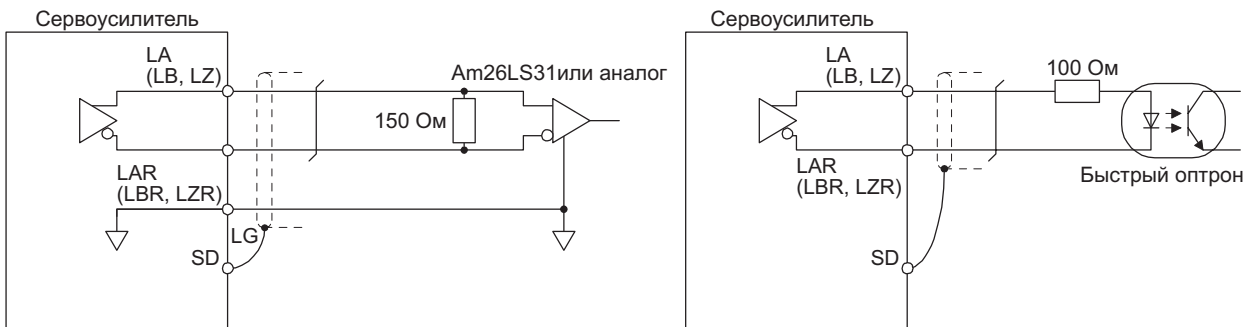 Сервоусилитель
LA
(LB, LZ)
Am26LS31или аналог
150 Ом
LAR
(LBR, LZR)
LG
SD
Сервоусилитель
LA
(LB, LZ)
100 Ом
LAR
(LBR, LZR)
Быстрый оптрон
SD